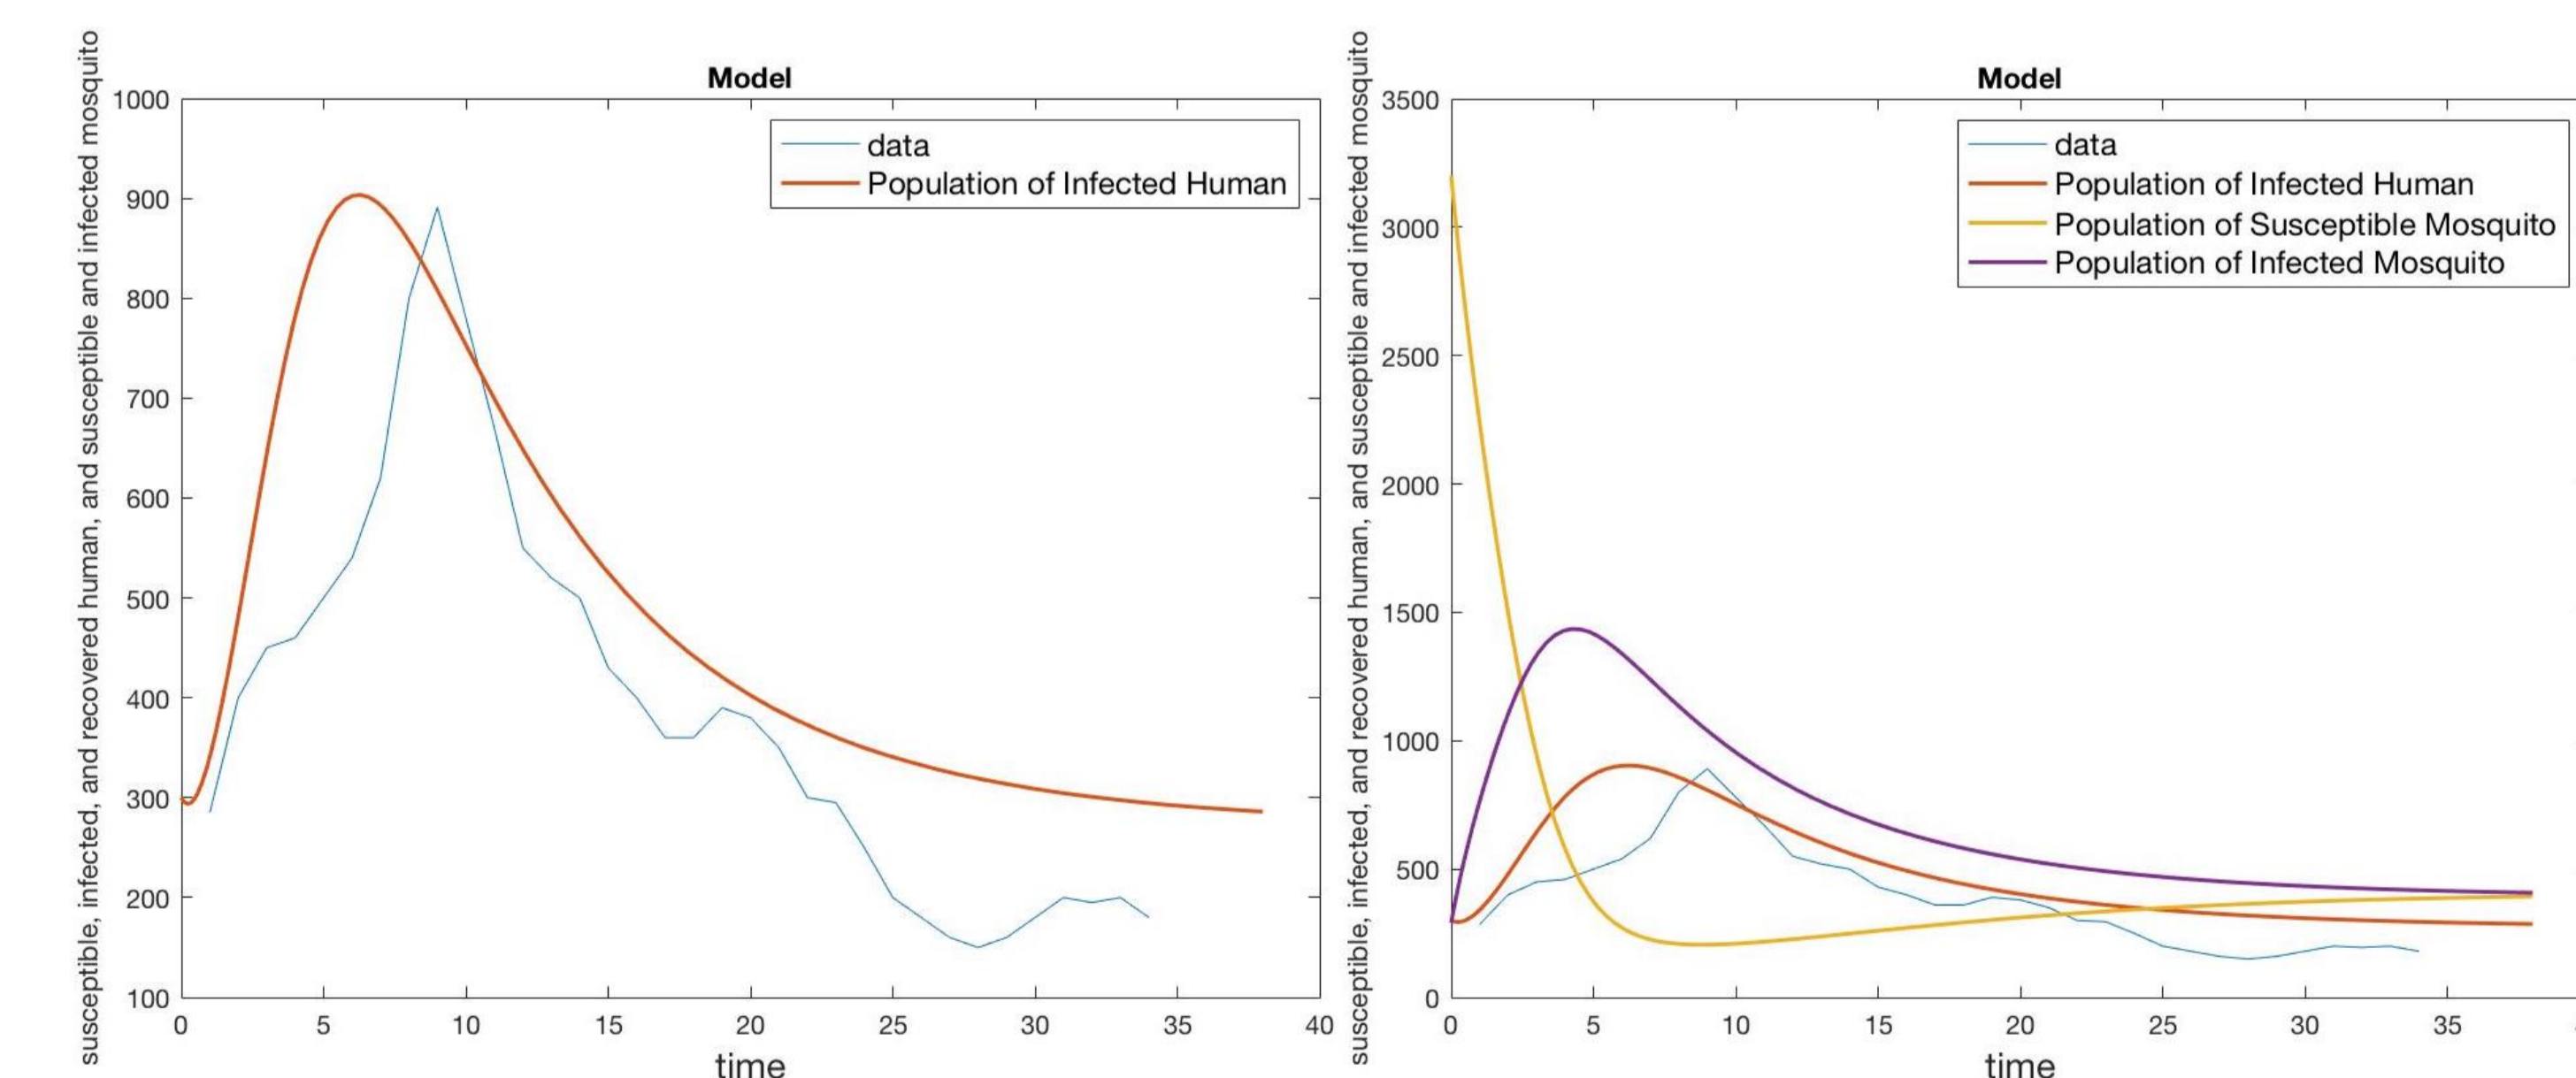 Model
susceptible, infected, and recovered human, and susceptible and infected mosquito
1000
900
800
700
600
500
400
300
200
100
data
Population of Infected Human
0 5 10 15 20 25 30 35 40
time
Model
susceptible, infected, and recovered human, and susceptible and infected mosquito
3500
3000
2500
2000
1500
1000
500
0
data
Population of Infected Human
Population of Susceptible Mosquito
Population of Infected Mosquito
0 5 10 15 20 25 30 35
time